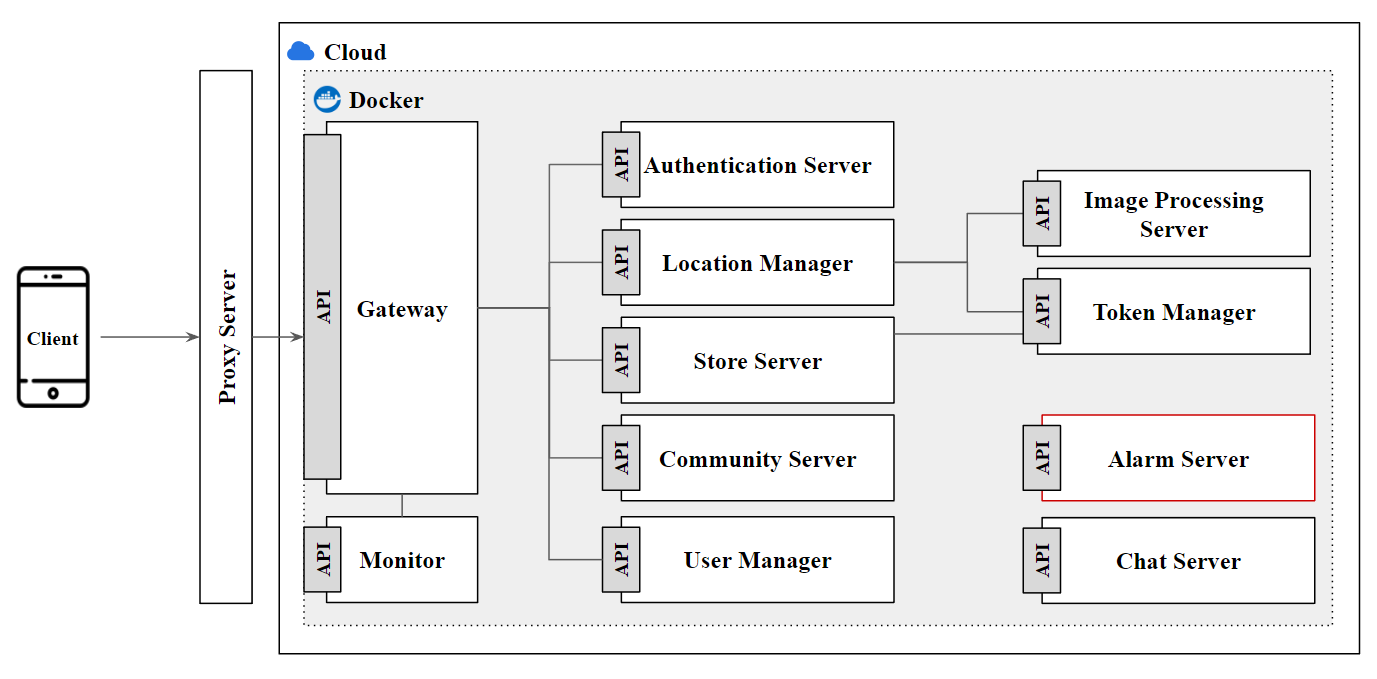 Cloud
Docker
Client
Proxy Server
API
Gateway
API
Monitor
API
Authentication Server
API
Location Manager
API
Store Server
API
Community Server
API
User Manager
API
Image Processing
Server
API
Token Manager
API
Alarm Server
API
Chat Server